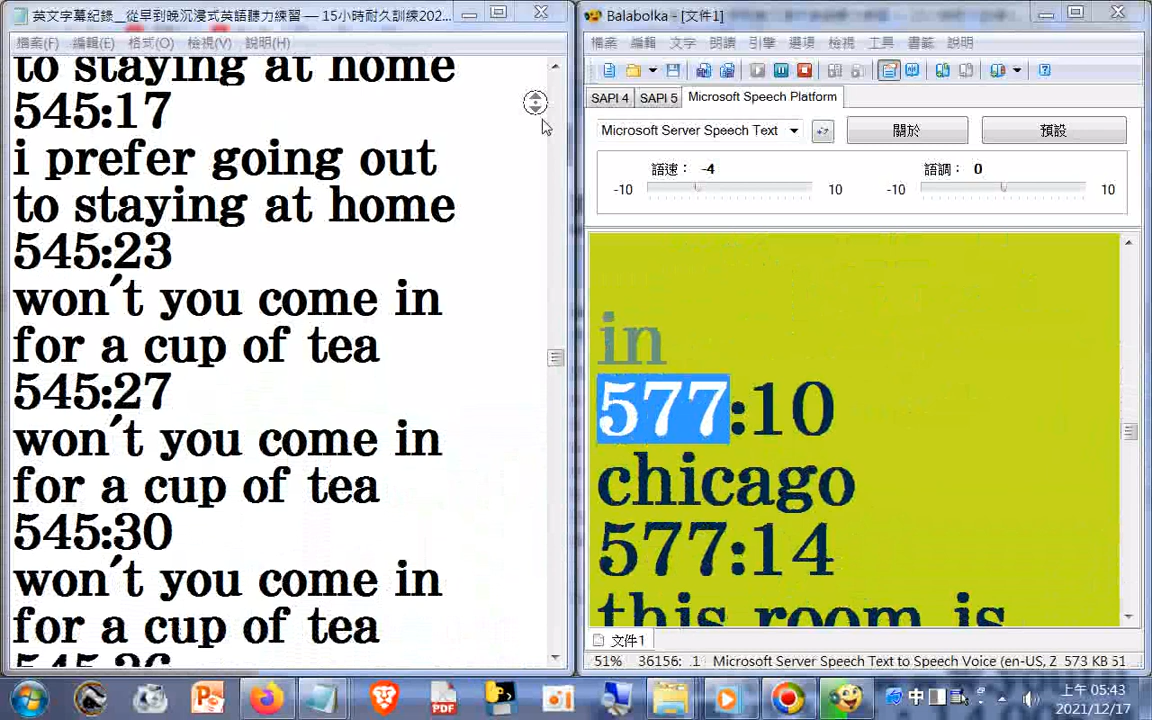 英文字幕紀錄__從早到晚沉浸式英語聽力練習 — 15小時耐久訓練202...
檔案(F) 編輯(E) 格式(O) 檢視(V) 說明(H)
to staying at home
545:17
i prefer going out
to staying at home
545:23
won't you come in
for a cup of tea
545:27
won't you come in
for a cup of tea
545:30
won't you come in
for a cup of tea
545:36
Balabolka - [文件1]
檔案 編輯 文字 朗讀 引擎 選項 檢視 工具 書籤 說明
SAPI 4 SAPI 5 Microsoft Speech Platform
Microsoft Server Speech Text 關於 預設
語速： -4 語調： 0
-10 10 -10 10
in
577:10
chicago
577:14
this room is
文件1
51% 36156: .1 Microsoft Server Speech Text to Speech Voice (en-US, 2 573 KB 51
PDF
中
上午 05:43
2021/12/17